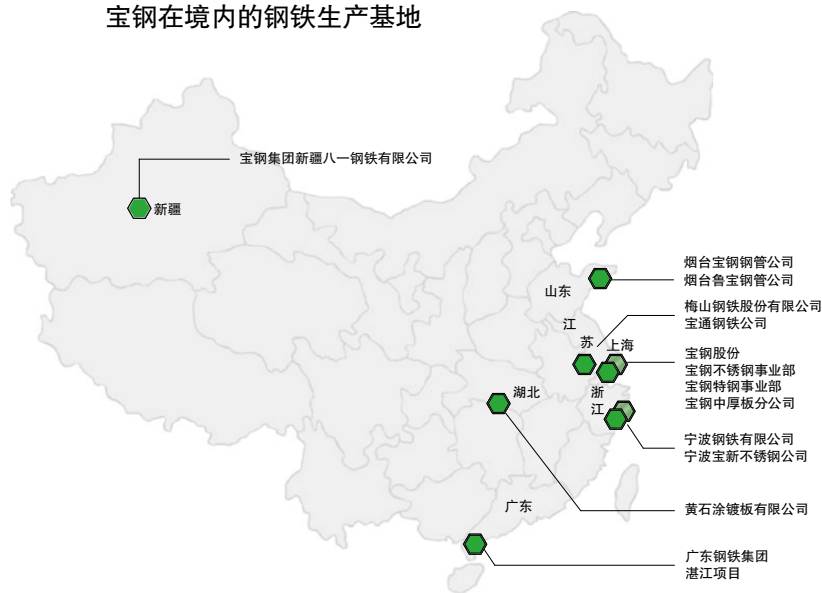 宝钢在境内的钢铁生产基地
宝钢集团新疆八一钢铁有限公司
新疆
烟台宝钢钢管公司
烟台鲁宝钢管公司
山东
梅山钢铁股份有限公司
宝通钢铁公司
江
苏
上海
宝钢股份
宝钢不锈钢事业部
宝钢特钢事业部
宝钢中厚板分公司
湖北
浙
江
宁波钢铁有限公司
宁波宝新不锈钢公司
广东
黄石涂镀板有限公司
广东钢铁集团
湛江项目